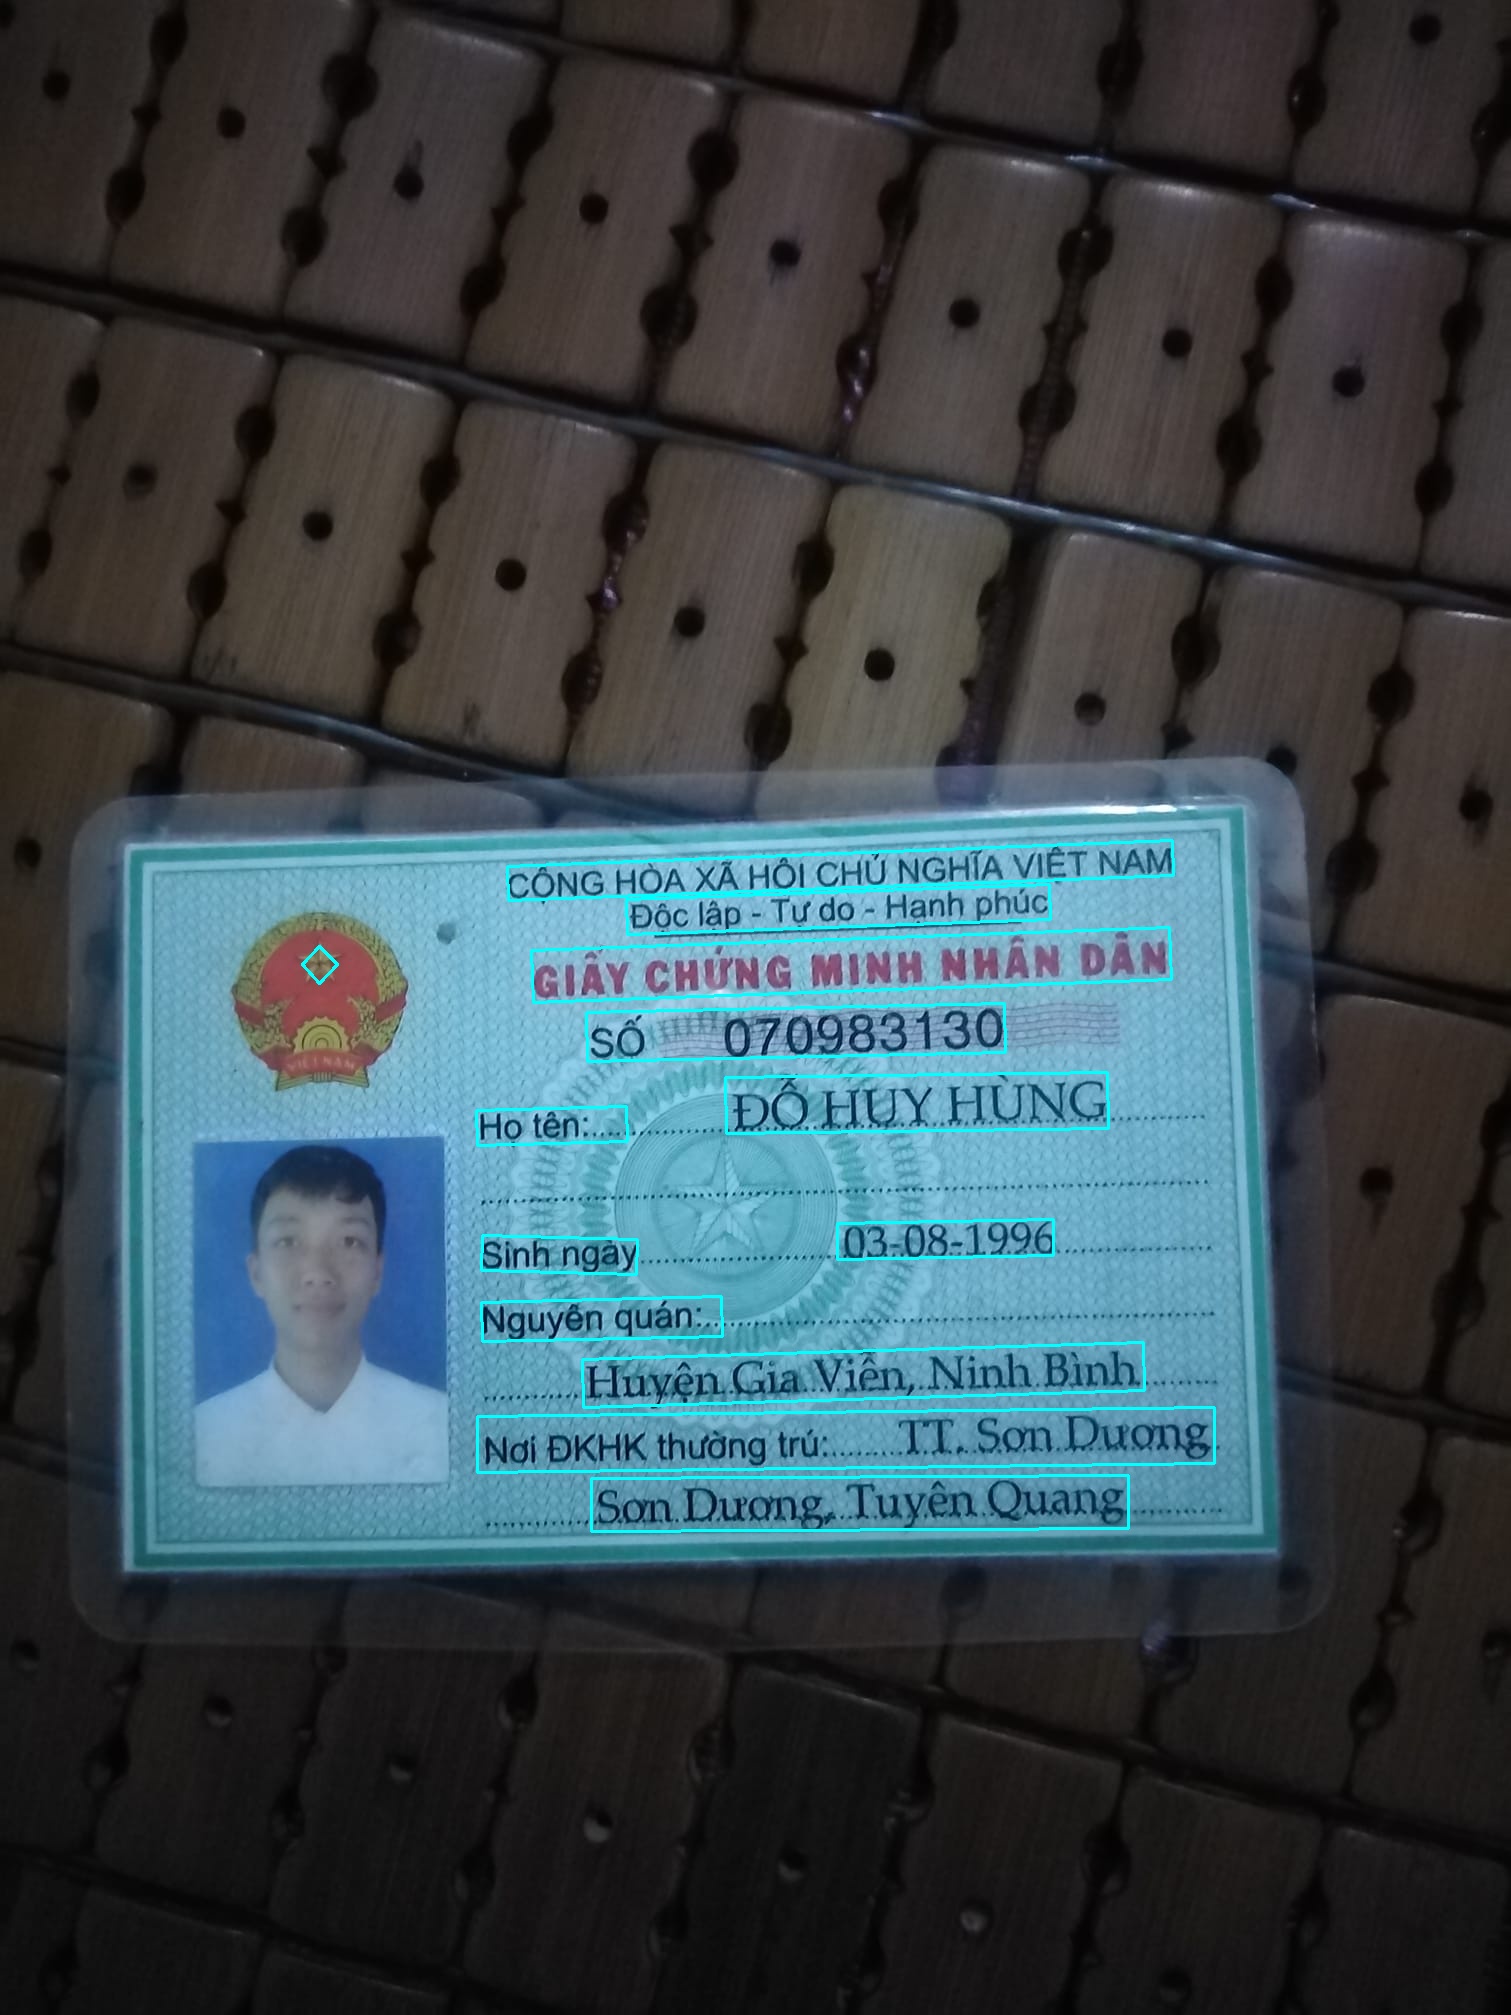 CỘNG HÒA XÃ HỘI CHỦ NGHĨA VIỆT NAM
Độc lập - Tự do - Hạnh phúc
GIẤY CHỨNG MINH NHÂN DÂN
SỐ 070983130
VIỆT NAM
Họ tên: ĐỖ HUY HÙNG
Sinh ngày 03-08-1996
Nguyên quán:
Huyện Gia Viễn, Ninh Bình
Nơi ĐKHK thường trú: TT. Sơn Dương
Sơn Dương, Tuyên Quang